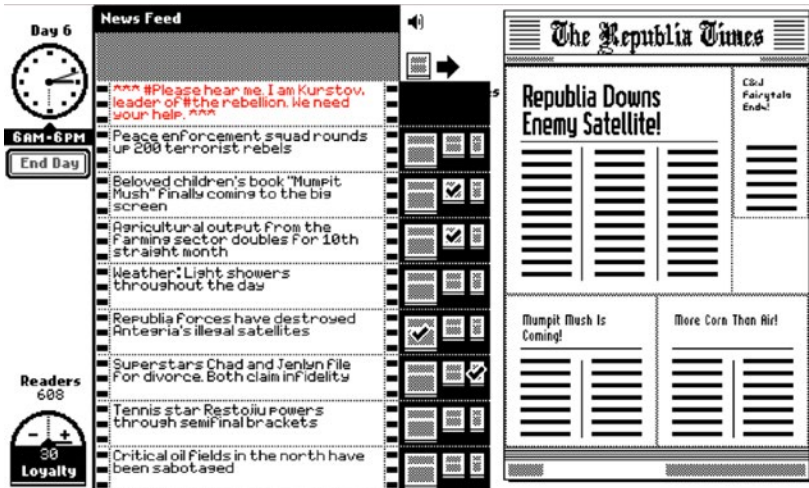 Day 6
6AM-6PM
End Day
Readers
608
30
Loyalty
News Feed
*** #Please hear me. I am Kurstov,
leader of #the rebellion. We need
your help. ***
Peace enforcement squad rounds
up 200 terrorist rebels
Beloved children's book "Mumpit
Mush" finally coming to the big
screen
Agricultural output from the
farming sector doubles for 10th
straight month
Weather: Light showers
throughout the day
Republia forces have destroyed
Antegria's illegal satellites
Superstars Chad and Jenlyn file
for divorce. Both claim infidelity
Tennis star Restojiu powers
through semifinal brackets
Critical oil fields in the north have
been sabotaged
The Republia Times
Republia Downs
Enemy Satellite!
C&J
Fairytale
Ends!
Mumpit Mush Is
Coming!
More Corn Than Air!